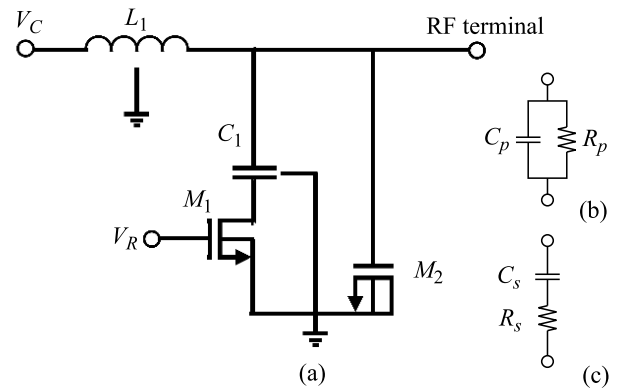 V_C
L_1
RF terminal
C_1
M_1
V_R
M_2
(a)
C_p
R_p
(b)
C_s
R_s
(c)